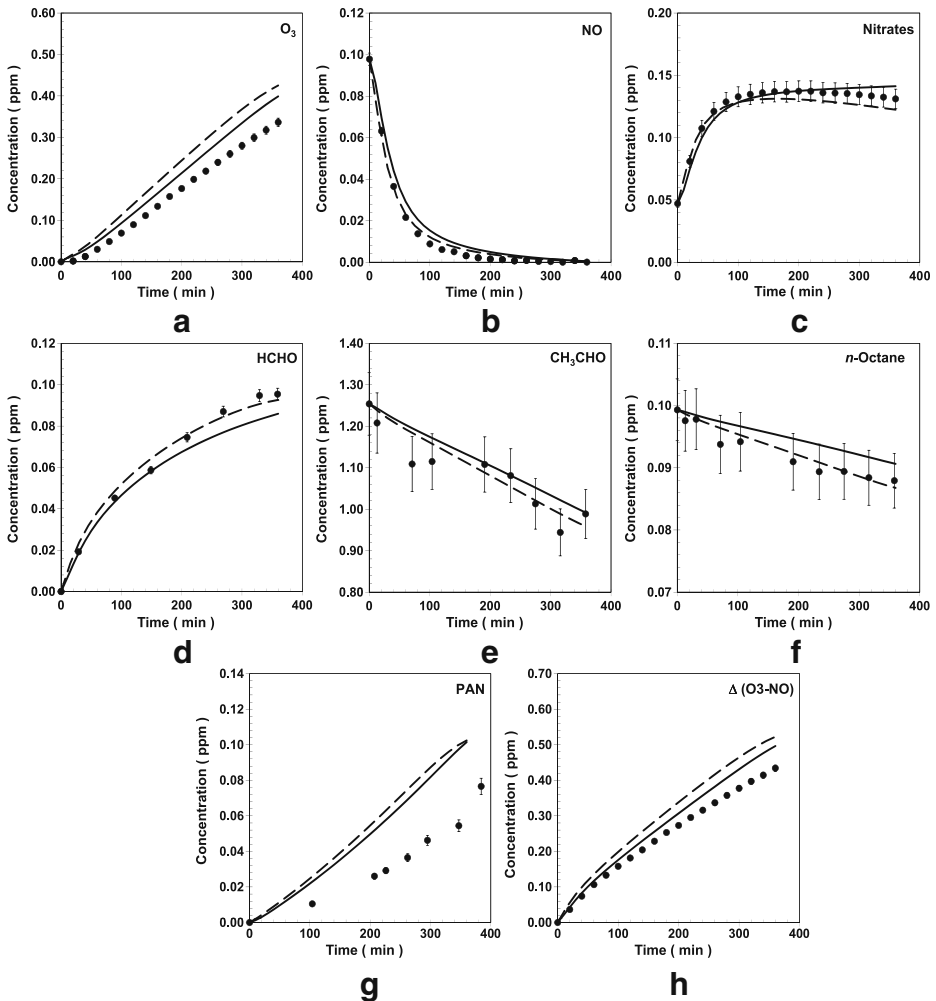 O₃
Concentration ( ppm )
0.60
0.50
0.40
0.30
0.20
0.10
0.00
0 100 200 300 400
Time ( min )
a
NO
Concentration ( ppm )
0.12
0.10
0.08
0.06
0.04
0.02
0.00
0 100 200 300 400
Time ( min )
b
Nitrates
Concentration ( ppm )
0.20
0.15
0.10
0.05
0.00
0 100 200 300 400
Time ( min )
c
HCHO
Concentration ( ppm )
0.12
0.10
0.08
0.06
0.04
0.02
0.00
0 100 200 300 400
Time ( min )
d
CH₃CHO
Concentration ( ppm )
1.40
1.30
1.20
1.10
1.00
0.90
0.80
0 100 200 300 400
Time ( min )
e
n-Octane
Concentration ( ppm )
0.11
0.10
0.09
0.08
0.07
0 100 200 300 400
Time ( min )
f
PAN
Concentration ( ppm )
0.14
0.12
0.10
0.08
0.06
0.04
0.02
0.00
0 100 200 300 400
Time ( min )
g
Δ (O3-NO)
Concentration ( ppm )
0.70
0.60
0.50
0.40
0.30
0.20
0.10
0.00
0 100 200 300 400
Time ( min )
h